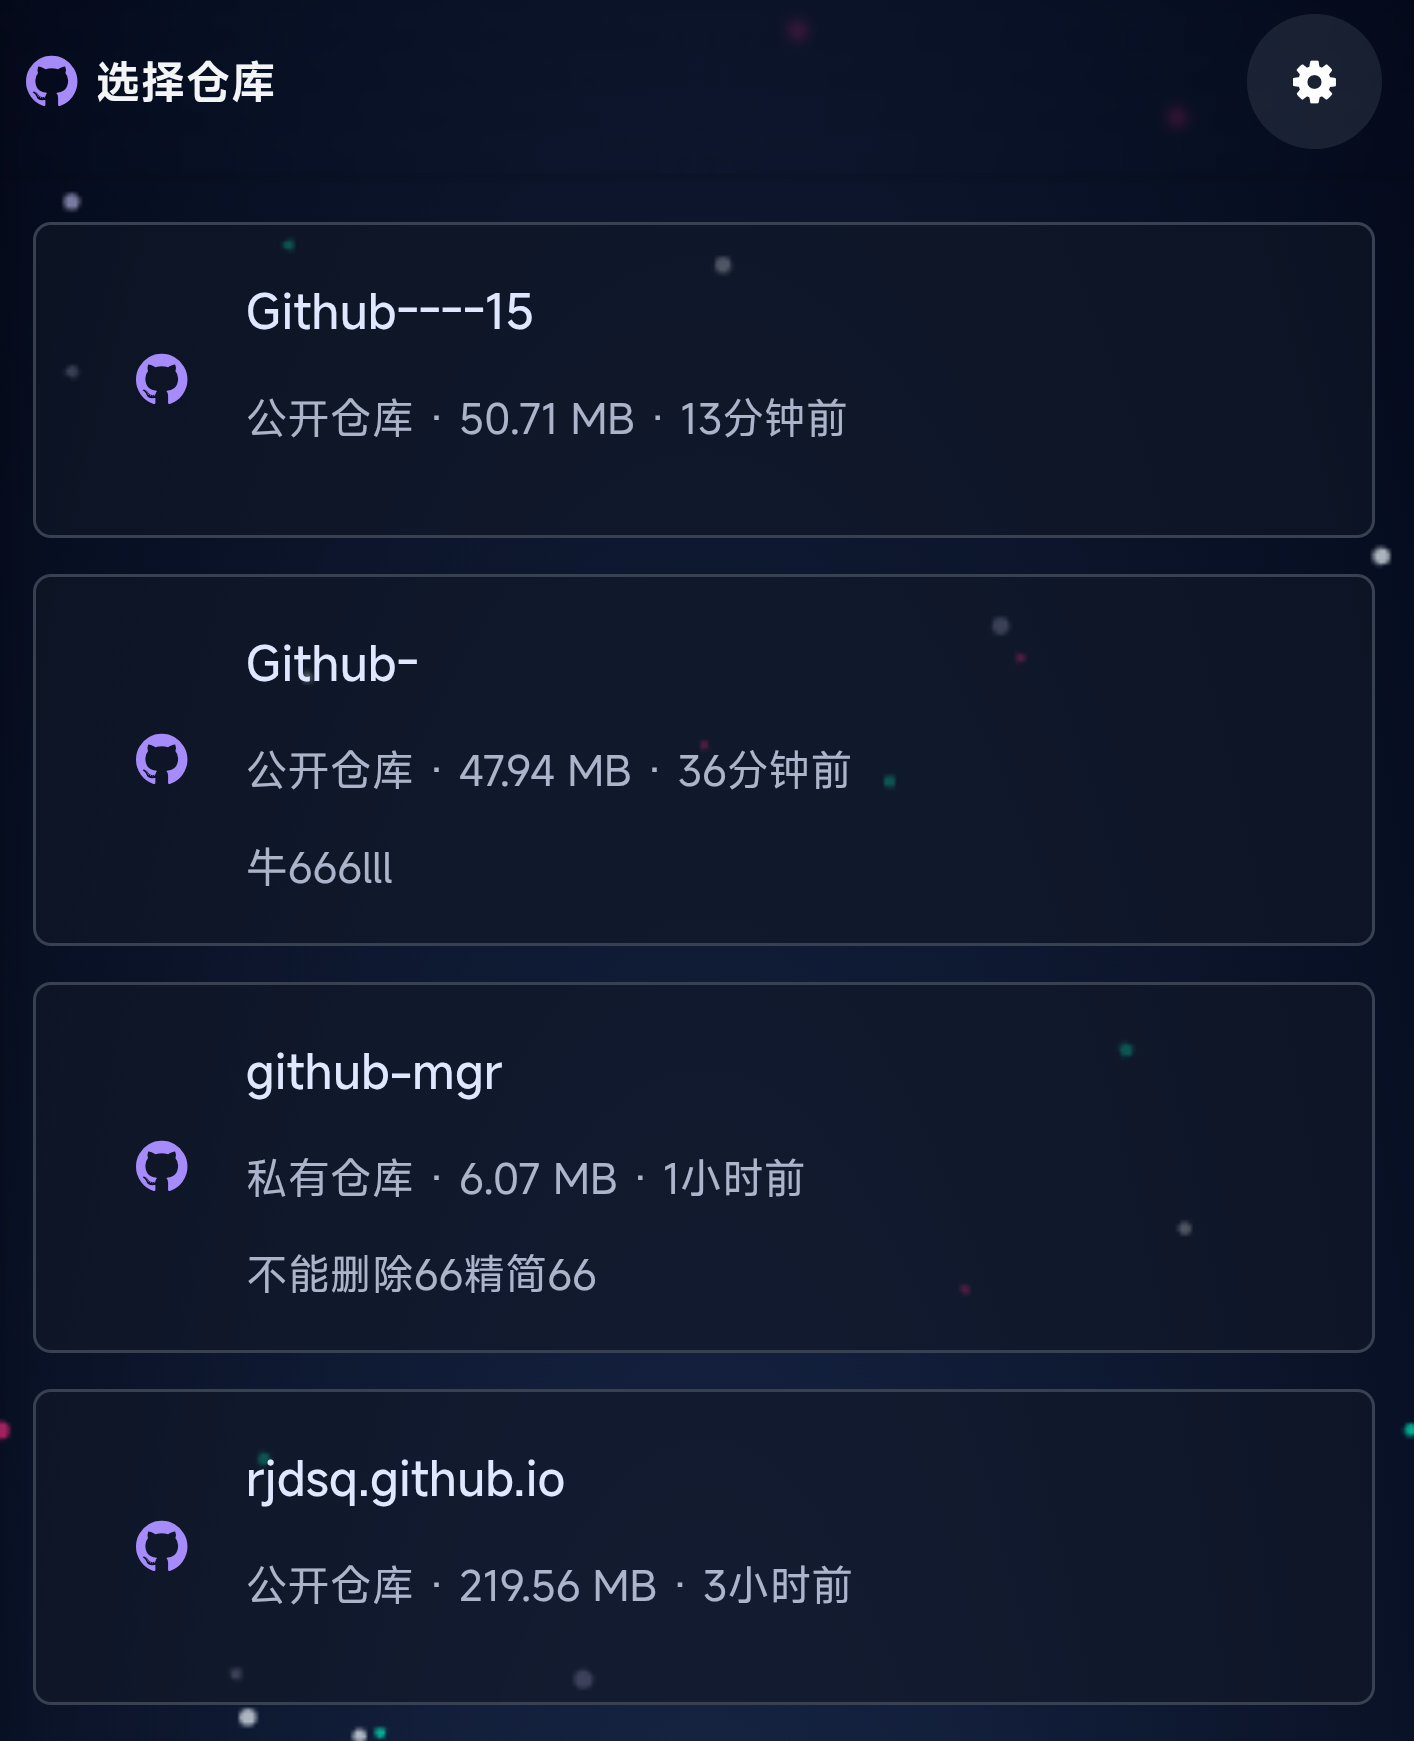 选择仓库
Github----15
公开仓库 · 50.71 MB · 13分钟前
Github-
公开仓库 · 47.94 MB · 36分钟前
牛666lll
github-mgr
私有仓库 · 6.07 MB · 1小时前
不能删除66精简66
rjdsq.github.io
公开仓库 · 219.56 MB · 3小时前